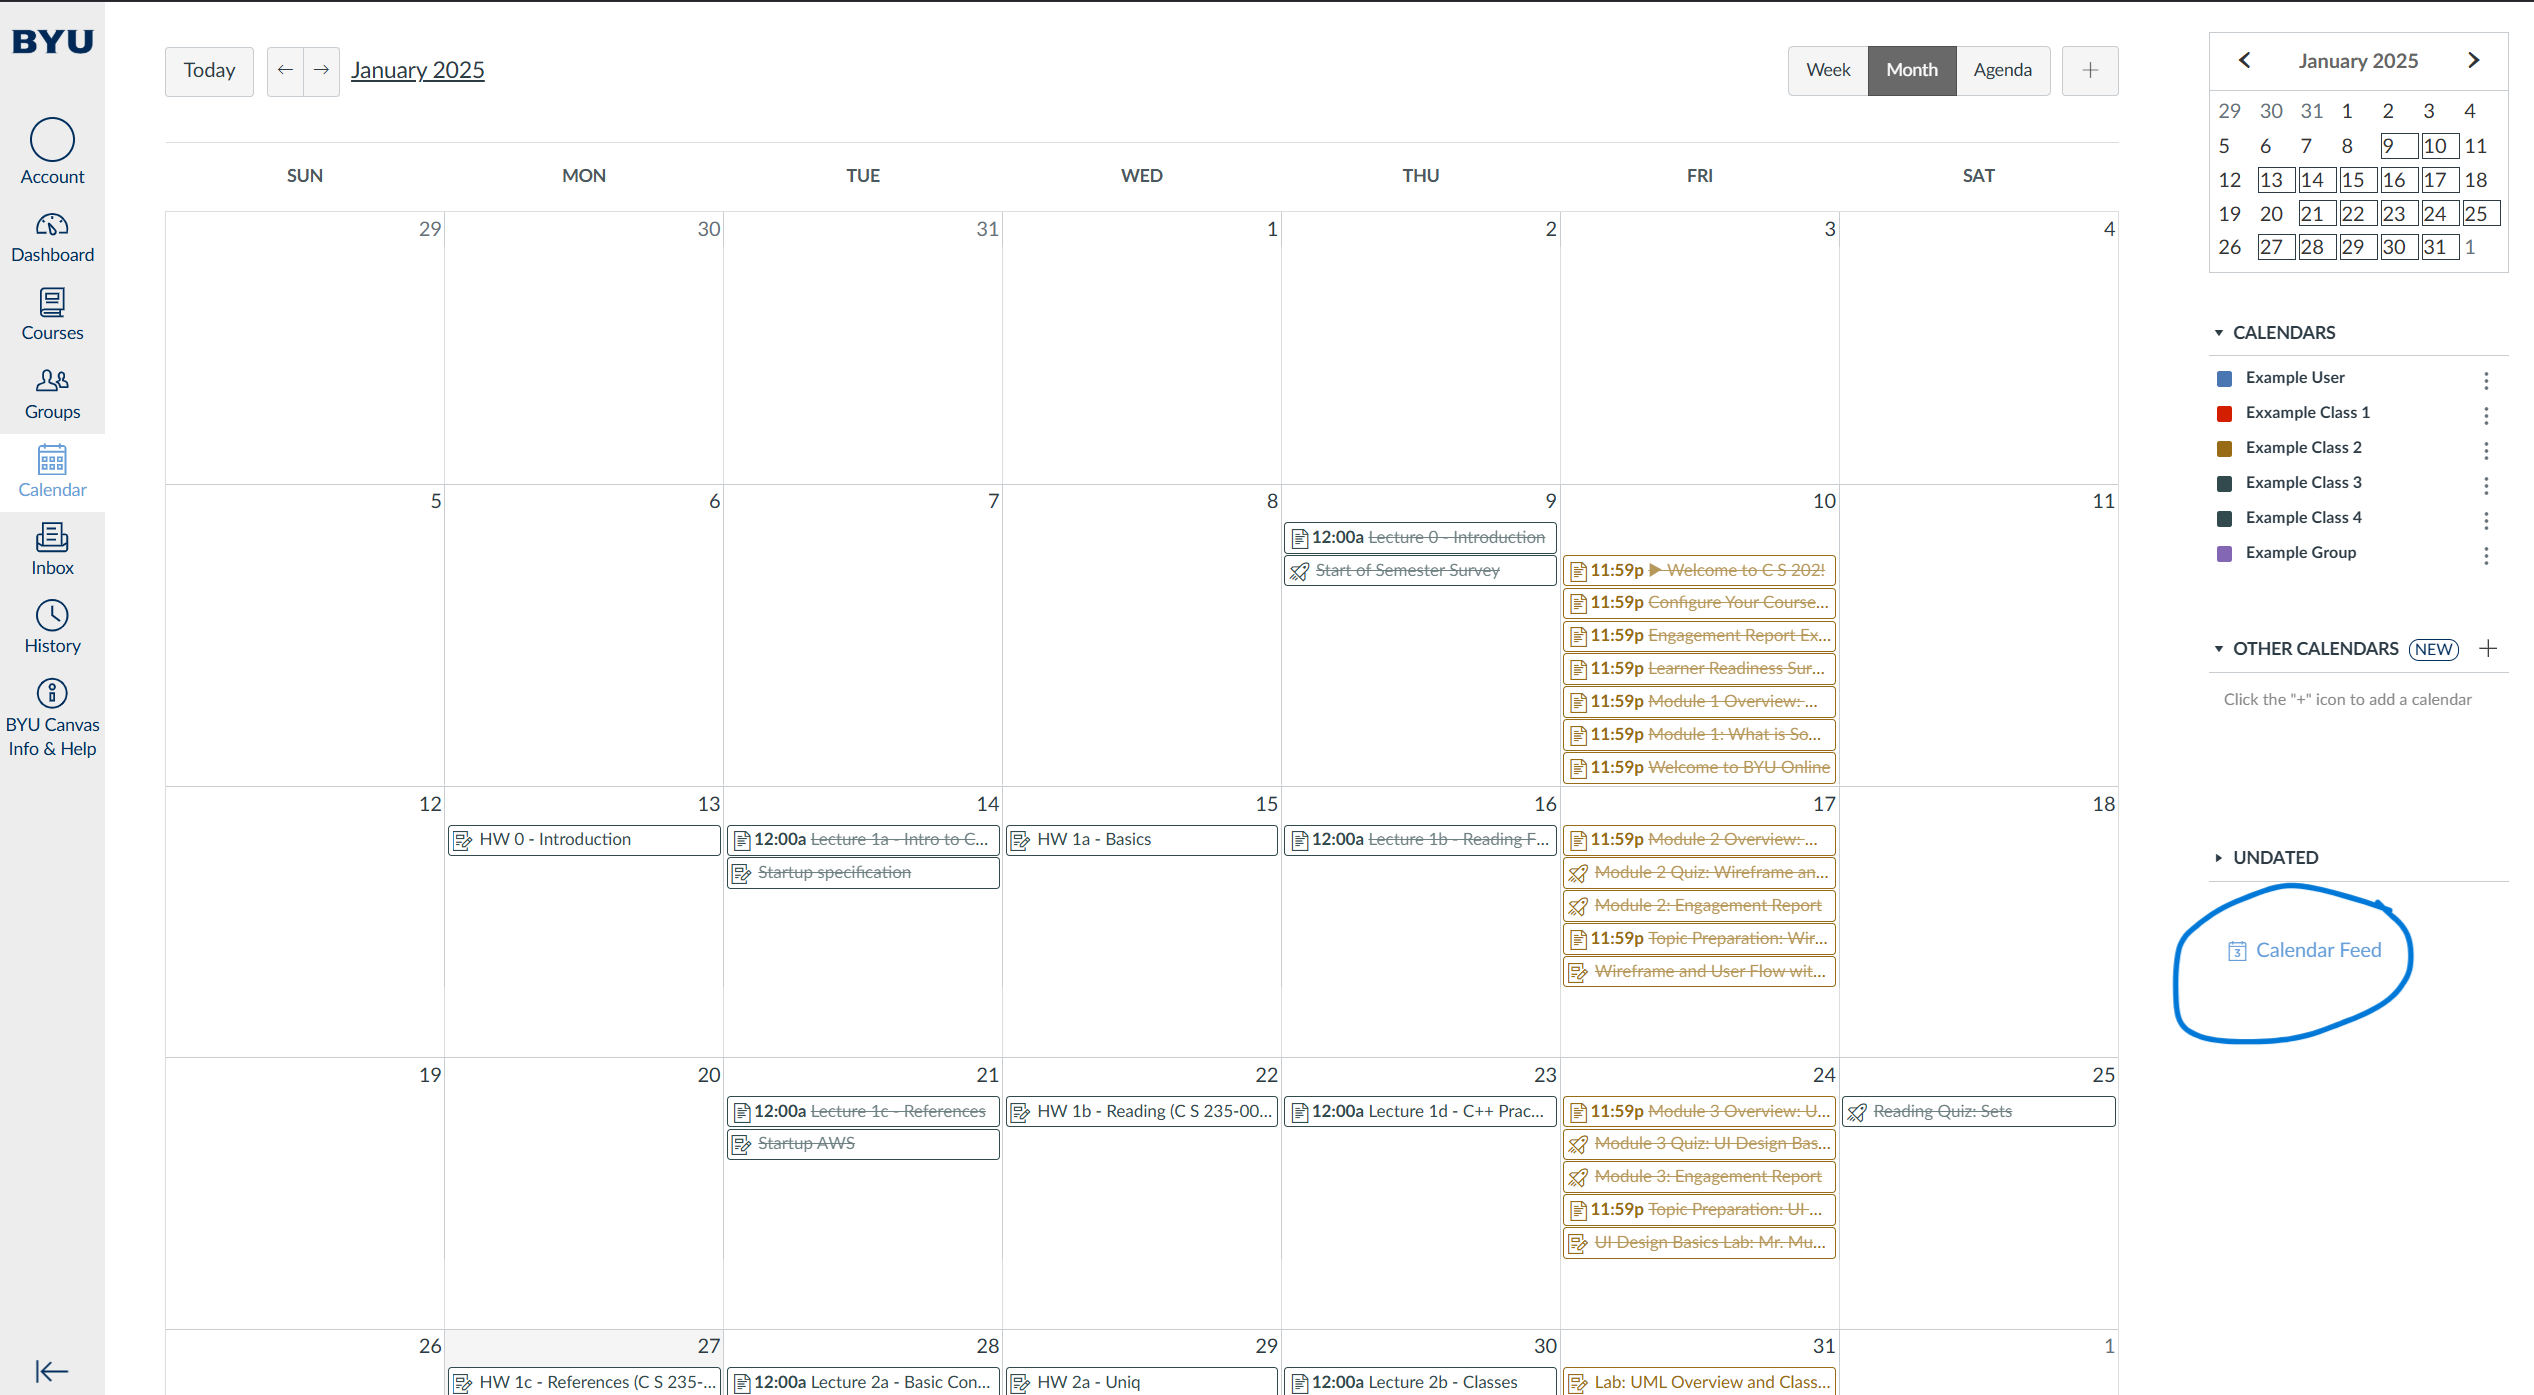 BYU
Account
Dashboard
Courses
Groups
Calendar
Inbox
History
BYU Canvas
Info & Help
Today ← → January 2025
Week Month Agenda +
SUN MON TUE WED THU FRI SAT
29 30 31 1 2 3 4
5 6 7 8 9 10 11
12:00a Lecture 0 - Introduction
Start of Semester Survey
11:59p ▶ Welcome to C S 202!
11:59p Configure Your Course...
11:59p Engagement Report Ex...
11:59p Learner Readiness Sur...
11:59p Module 1 Overview: ...
11:59p Module 1: What is So...
11:59p Welcome to BYU Online
12 13 14 15 16 17 18
HW 0 - Introduction
12:00a Lecture 1a - Intro to C...
Startup specification
HW 1a - Basics
12:00a Lecture 1b - Reading F...
11:59p Module 2 Overview: ...
Module 2 Quiz: Wireframe an...
Module 2: Engagement Report
11:59p Topic Preparation: Wir...
Wireframe and User Flow wit...
19 20 21 22 23 24 25
12:00a Lecture 1c - References
Startup AWS
HW 1b - Reading (C S 235-00...
12:00a Lecture 1d - C++ Prac...
11:59p Module 3 Overview: U...
Module 3 Quiz: UI Design Bas...
Module 3: Engagement Report
11:59p Topic Preparation: UI ...
UI Design Basics Lab: Mr. Mu...
Reading Quiz: Sets
26 27 28 29 30 31 1
HW 1c - References (C S 235-...
12:00a Lecture 2a - Basic Con...
HW 2a - Uniq
12:00a Lecture 2b - Classes
Lab: UML Overview and Class...
January 2025
29 30 31 1 2 3 4
5 6 7 8 9 10 11
12 13 14 15 16 17 18
19 20 21 22 23 24 25
26 27 28 29 30 31 1
CALENDARS
Example User
Exxample Class 1
Example Class 2
Example Class 3
Example Class 4
Example Group
OTHER CALENDARS NEW +
Click the "+" icon to add a calendar
UNDATED
3 Calendar Feed